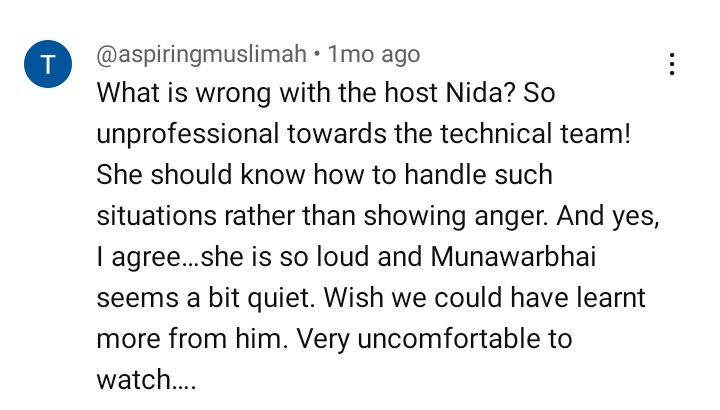 T
@aspiringmuslimah • 1mo ago
What is wrong with the host Nida? So
unprofessional towards the technical team!
She should know how to handle such
situations rather than showing anger. And yes,
I agree...she is so loud and Munawarbhai
seems a bit quiet. Wish we could have learnt
more from him. Very uncomfortable to
watch....